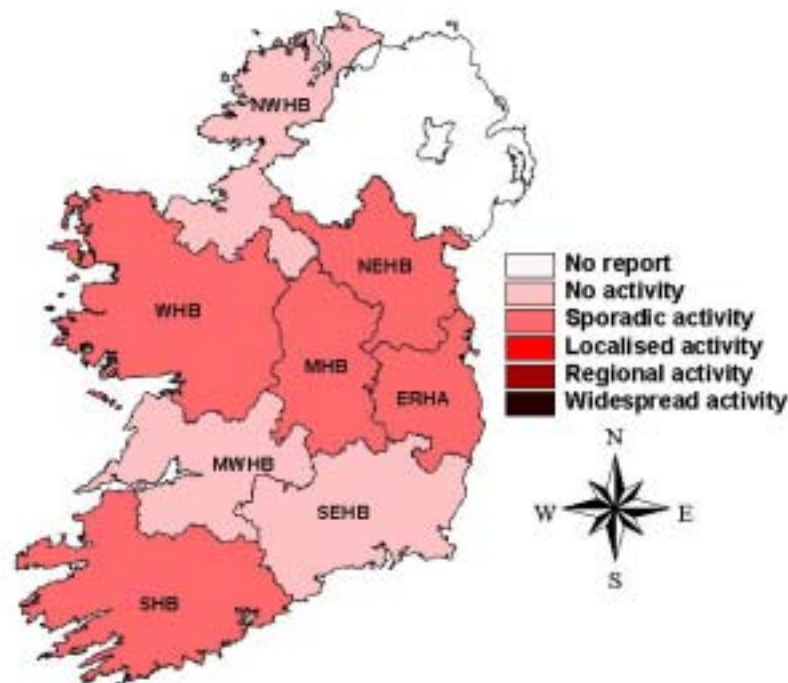 NWHB
NEHB
WHB
MHB
ERHA
MWHB
SEHB
SHB
No report
No activity
Sporadic activity
Localised activity
Regional activity
Widespread activity
N
W E
S